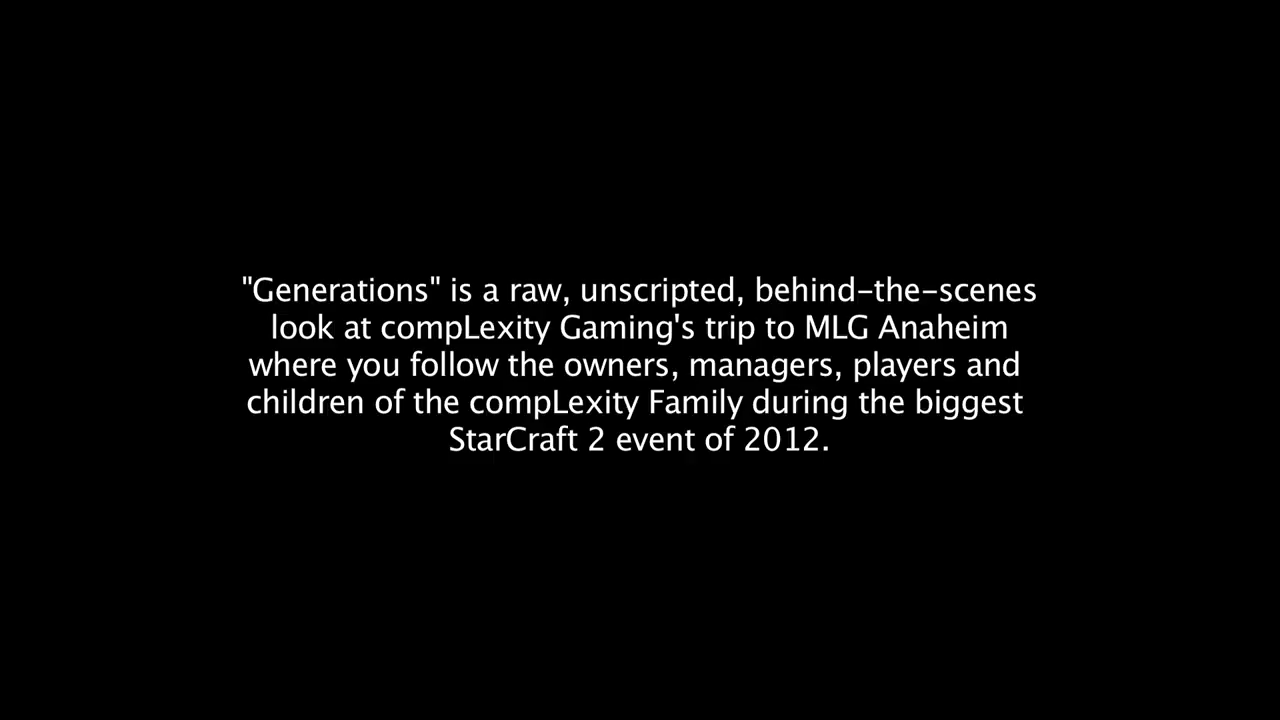 "Generations" is a raw, unscripted, behind-the-scenes
look at compLexity Gaming's trip to MLG Anaheim
where you follow the owners, managers, players and
children of the compLexity Family during the biggest
StarCraft 2 event of 2012.